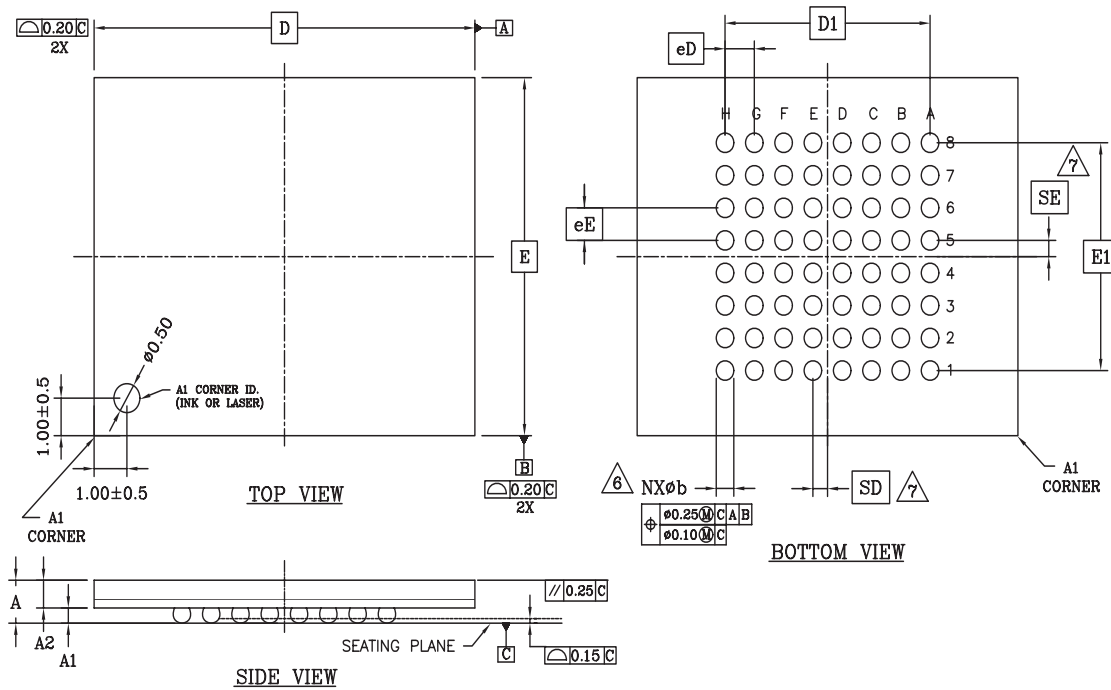 ⌓ 0.20 C
2X
D
A
E
ø0.50
A1 CORNER ID.
(INK OR LASER)
1.00±0.5
1.00±0.5
B
⌓ 0.20 C
2X
A1
CORNER
TOP VIEW
D1
eD
H G F E D C B A
8
7
6
5
4
3
2
1
7
SE
eE
E1
6 NXøb
⌖ ø0.25 Ⓜ C A B
ø0.10 Ⓜ C
SD 7
A1
CORNER
BOTTOM VIEW
A
A2
A1
// 0.25 C
SEATING PLANE
C
⌓ 0.15 C
SIDE VIEW